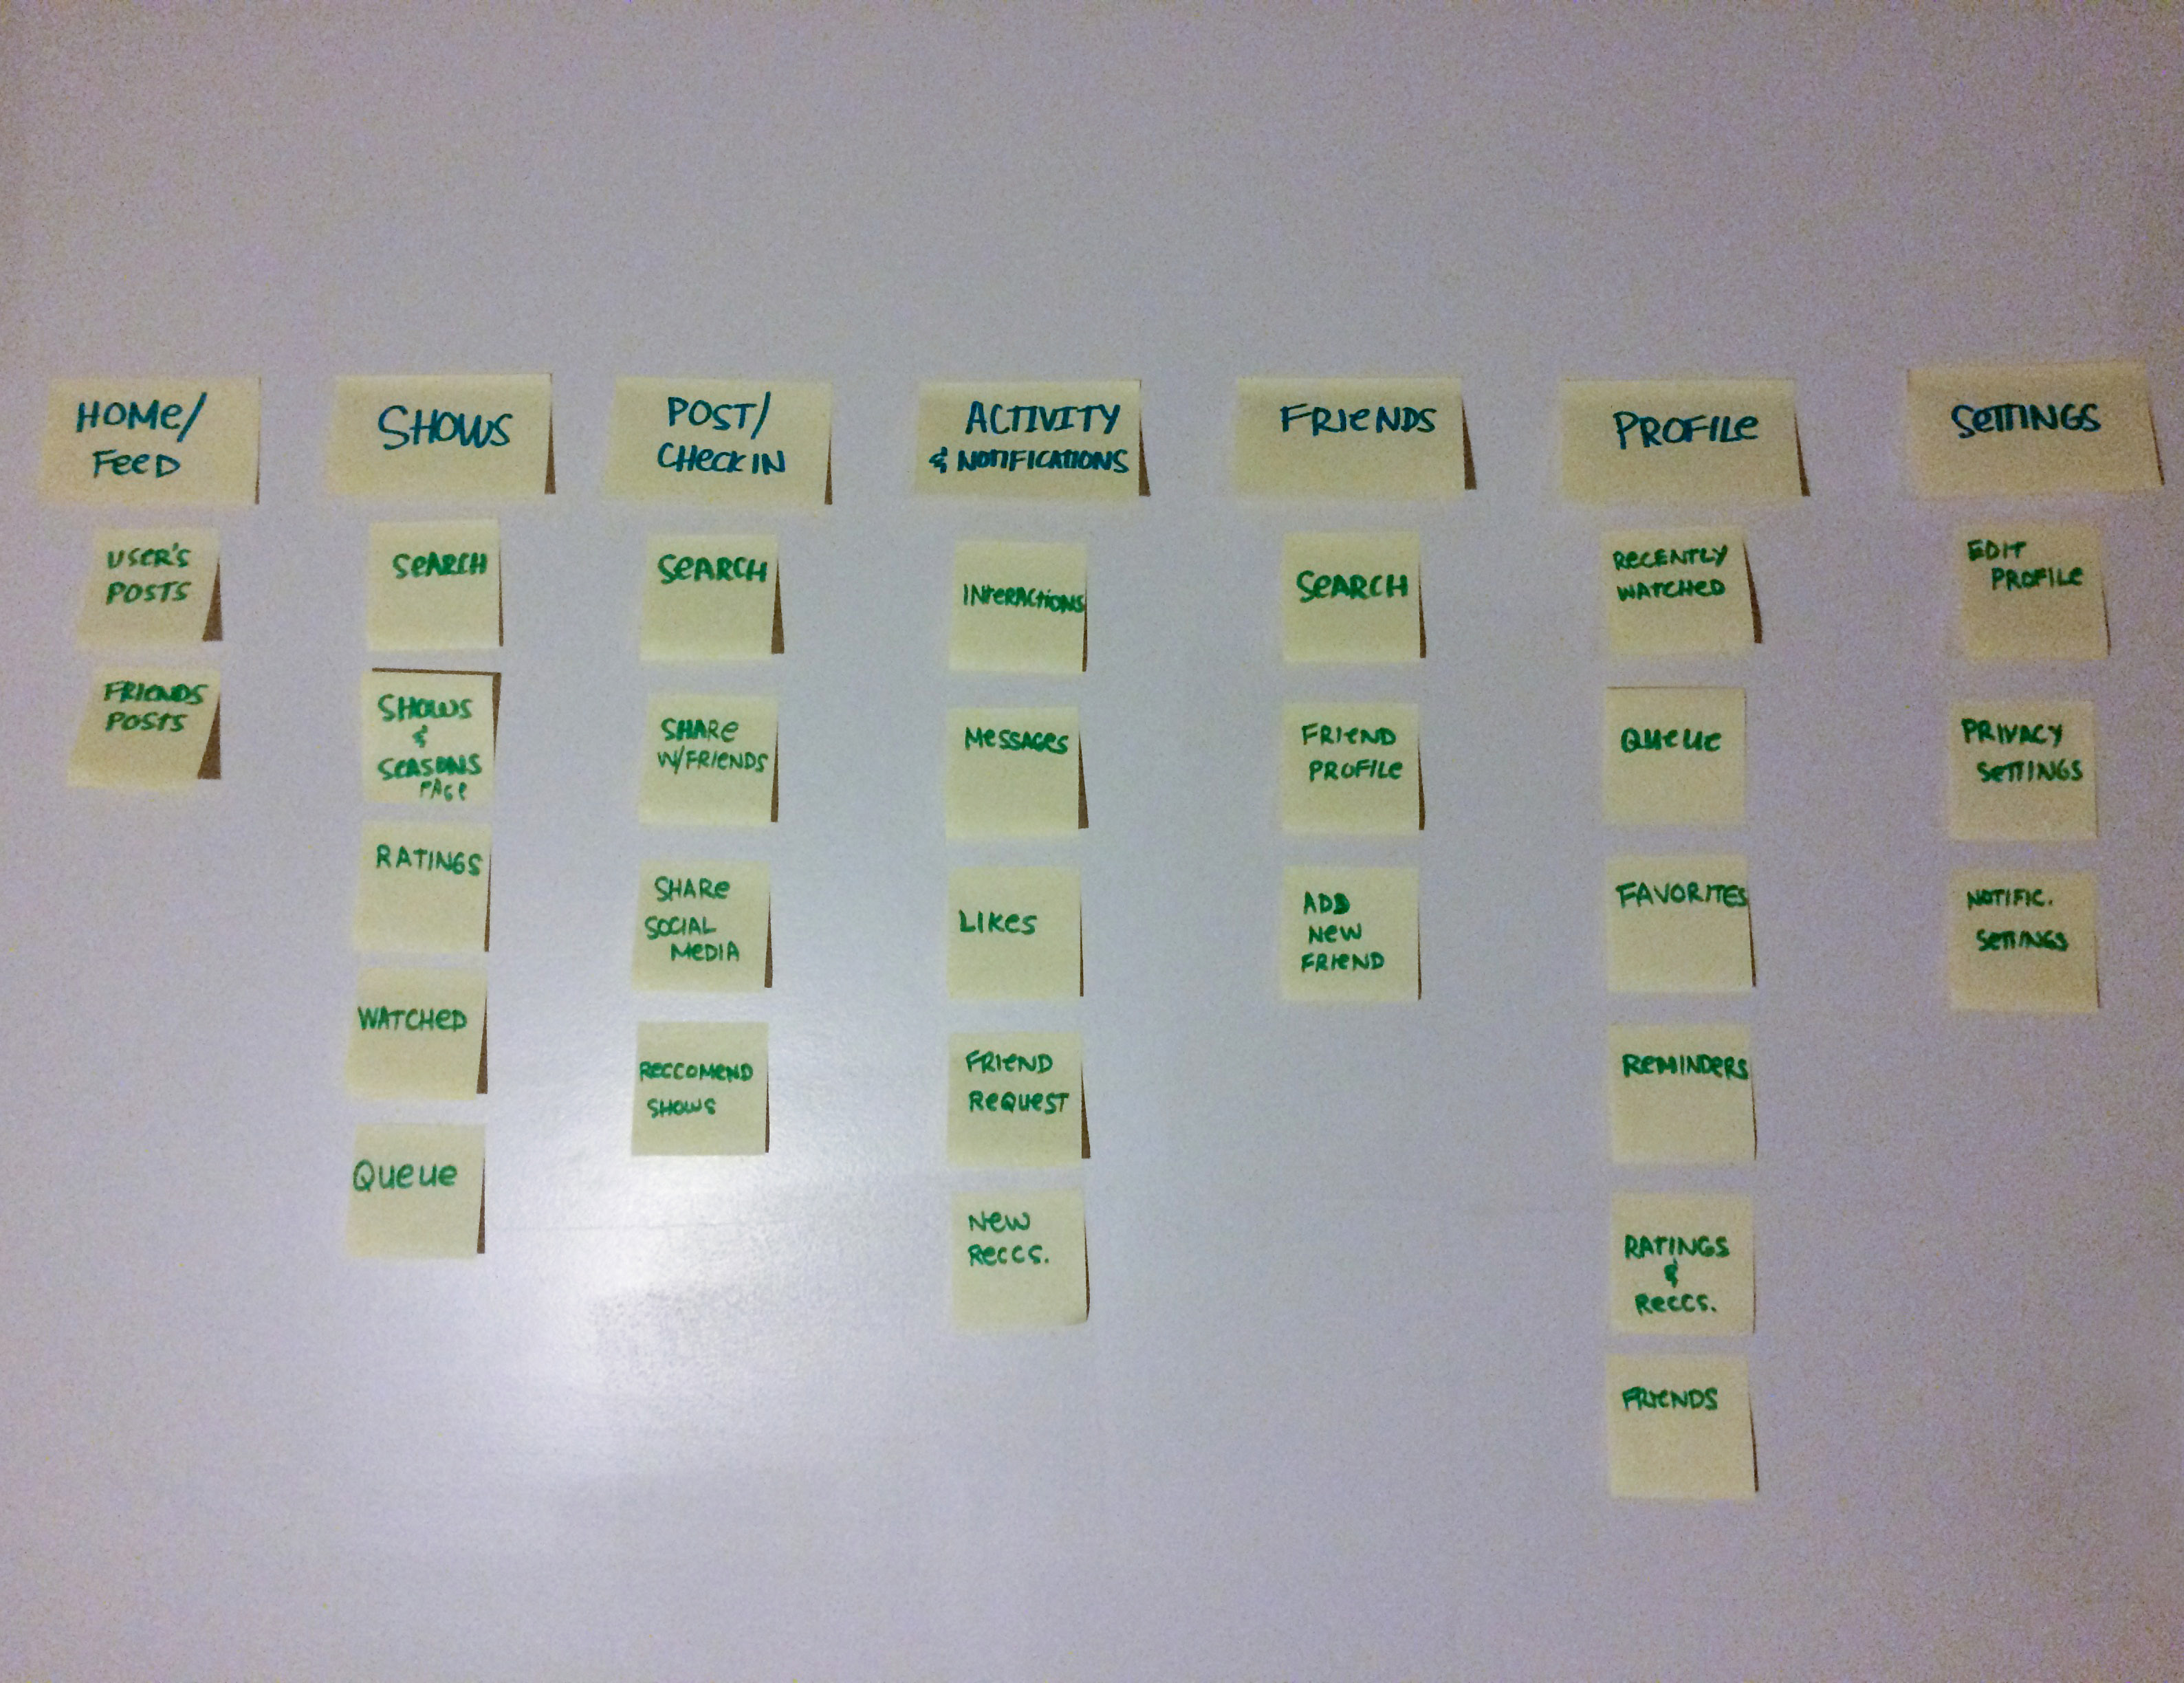 HOME/
FEED
USER'S
POSTS
FRIENDS
POSTS
SHOWS
SEARCH
SHOWS
&
SEASONS
PAGE
RATINGS
WATCHED
QUEUE
POST/
CHECK IN
SEARCH
SHARE
W/FRIENDS
SHARE
SOCIAL
MEDIA
RECCOMEND
SHOWS
ACTIVITY
& NOTIFICATIONS
INTERACTIONS
MESSAGES
LIKES
FRIEND
REQUEST
NEW
RECCS.
FRIENDS
SEARCH
FRIEND
PROFILE
ADD
NEW
FRIEND
PROFILE
RECENTLY
WATCHED
QUEUE
FAVORITES
REMINDERS
RATINGS
&
RECCS.
FRIENDS
SETTINGS
EDIT
PROFILE
PRIVACY
SETTINGS
NOTIFIC.
SETTINGS